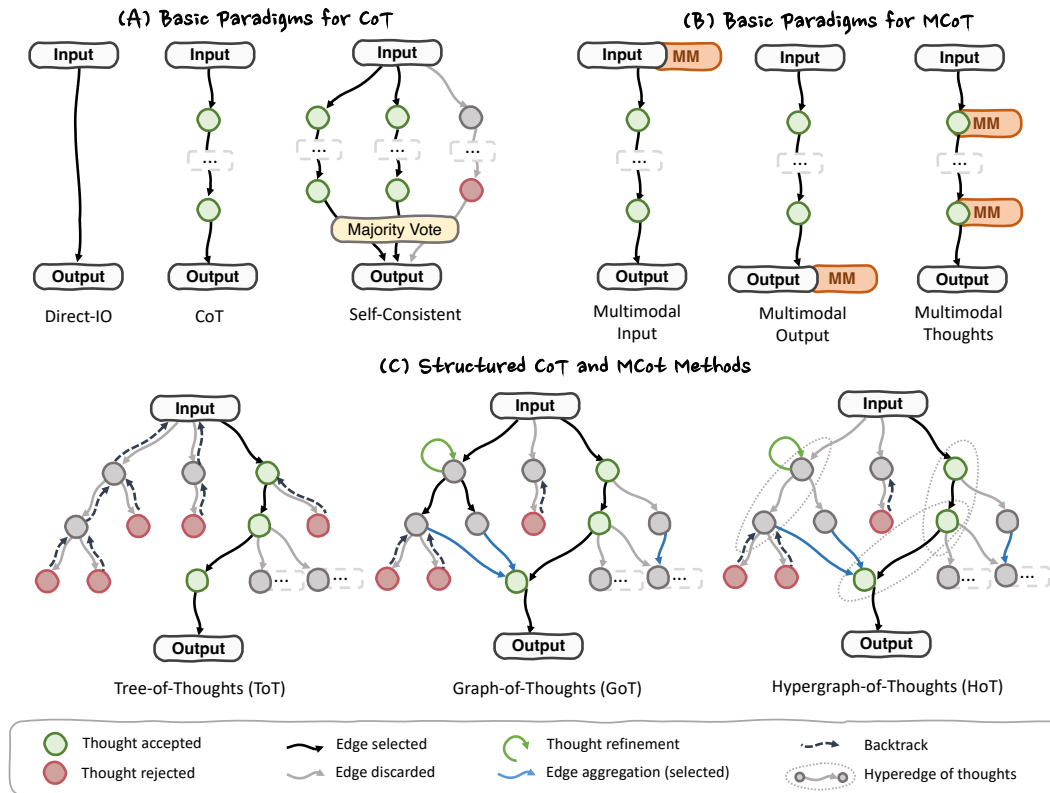 (A) Basic Paradigms for CoT
(B) Basic Paradigms for MCoT
Input
Input
Input
...
...
...
...
Majority Vote
Output
Output
Output
Direct-IO
CoT
Self-Consistent
Input
MM
Input
Input
MM
...
...
...
MM
Output
Output
MM
Output
Multimodal
Input
Multimodal
Output
Multimodal
Thoughts
(C) Structured CoT and MCot Methods
Input
Input
Input
...
...
...
...
...
...
Output
Output
Output
Tree-of-Thoughts (ToT)
Graph-of-Thoughts (GoT)
Hypergraph-of-Thoughts (HoT)
Thought accepted
Edge selected
Thought refinement
Backtrack
Thought rejected
Edge discarded
Edge aggregation (selected)
Hyperedge of thoughts